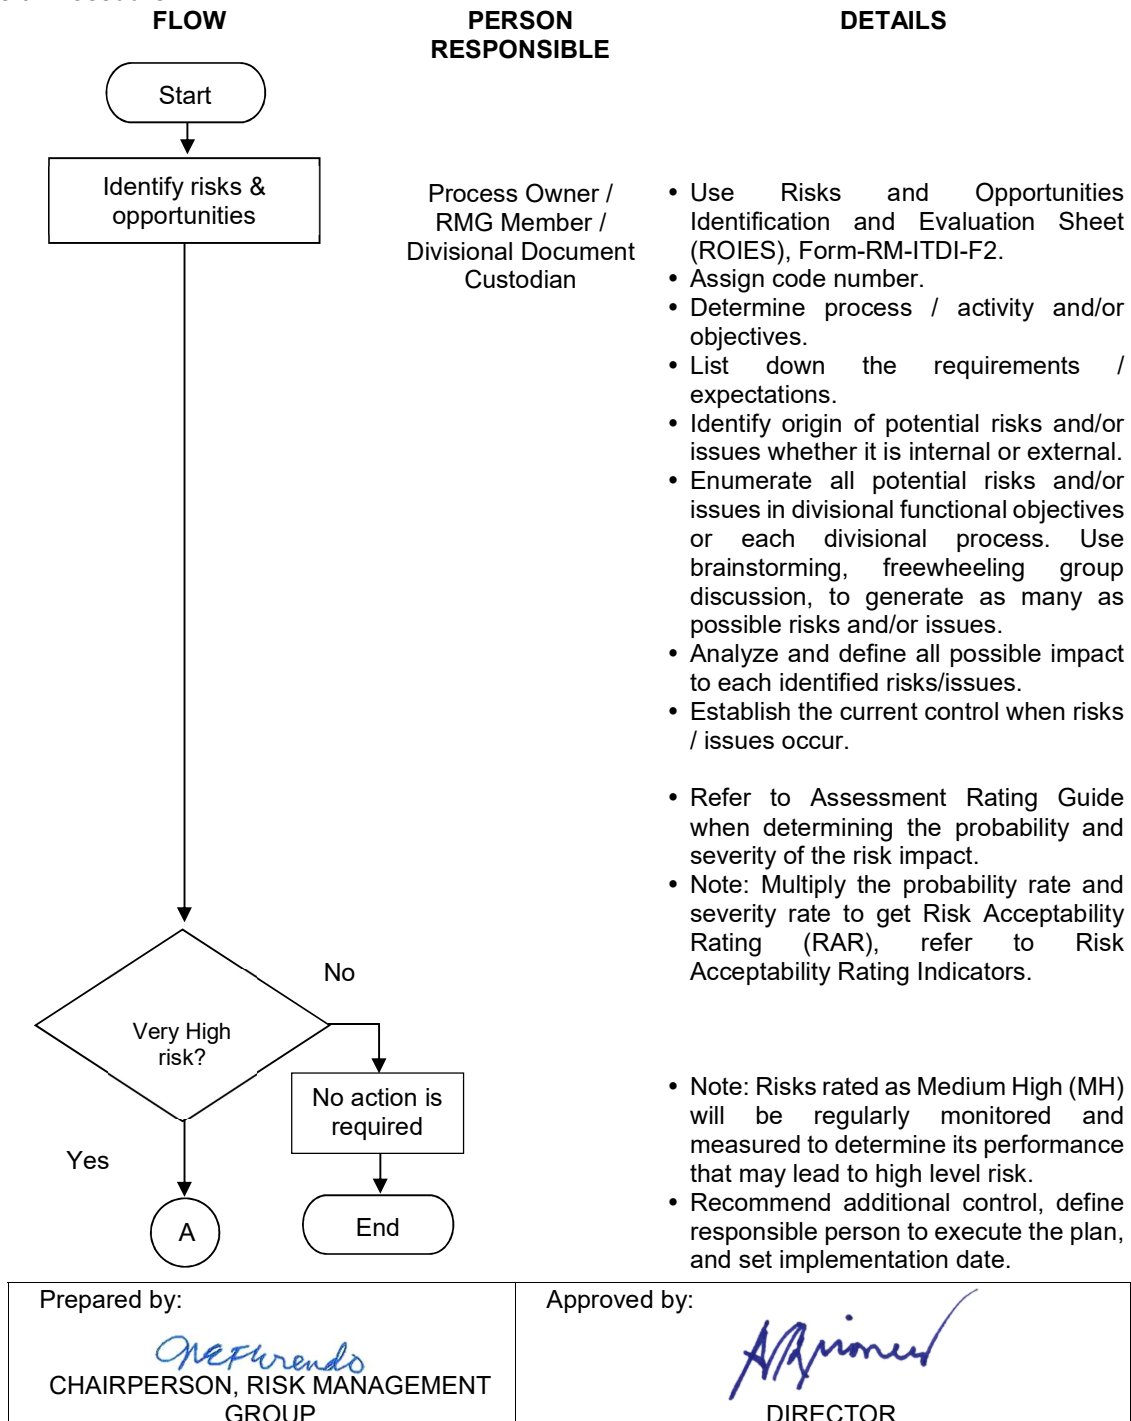 FLOW
PERSON
RESPONSIBLE
DETAILS
Start
Identify risks &
opportunities
Process Owner /
RMG Member /
Divisional Document
Custodian
• Use Risks and Opportunities
Identification and Evaluation Sheet
(ROIES), Form-RM-ITDI-F2.
• Assign code number.
• Determine process / activity and/or
objectives.
• List down the requirements /
expectations.
• Identify origin of potential risks and/or
issues whether it is internal or external.
• Enumerate all potential risks and/or
issues in divisional functional objectives
or each divisional process. Use
brainstorming, freewheeling group
discussion, to generate as many as
possible risks and/or issues.
• Analyze and define all possible impact
to each identified risks/issues.
• Establish the current control when risks
/ issues occur.
• Refer to Assessment Rating Guide
when determining the probability and
severity of the risk impact.
• Note: Multiply the probability rate and
severity rate to get Risk Acceptability
Rating (RAR), refer to Risk
Acceptability Rating Indicators.
Very High
risk?
No
Yes
No action is
required
A
End
• Note: Risks rated as Medium High (MH)
will be regularly monitored and
measured to determine its performance
that may lead to high level risk.
• Recommend additional control, define
responsible person to execute the plan,
and set implementation date.
Prepared by:
CHAIRPERSON, RISK MANAGEMENT
GROUP
Approved by:
DIRECTOR